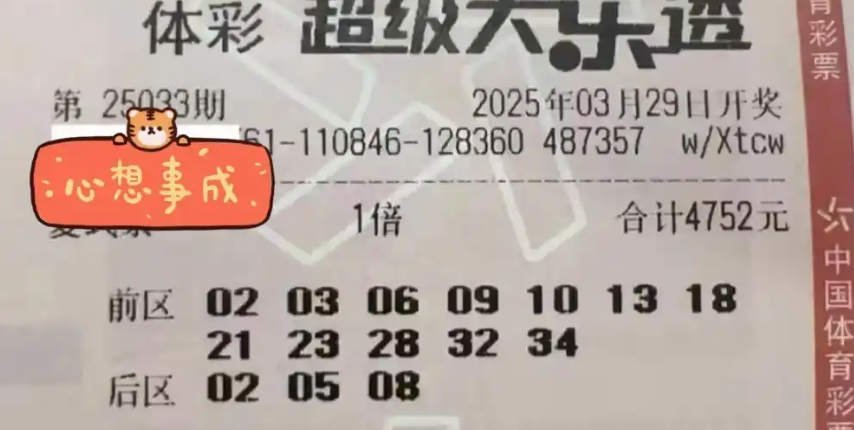 体彩 超级大乐透
第 25033期 2025年03月29日开奖
61-110846-128360 487357 w/Xtcw
心想事成
1倍 合计4752元
前区 02 03 06 09 10 13 18
21 23 28 32 34
后区 02 05 08
育彩票
中国体育彩票